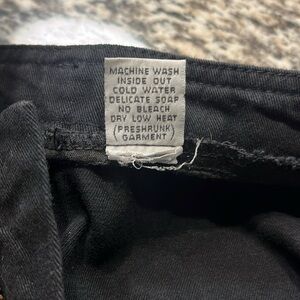 MACHINE WASH
INSIDE OUT
COLD WATER
DELICATE SOAP
NO BLEACH
DRY LOW HEAT
(PRESHRUNK)
GARMENT )